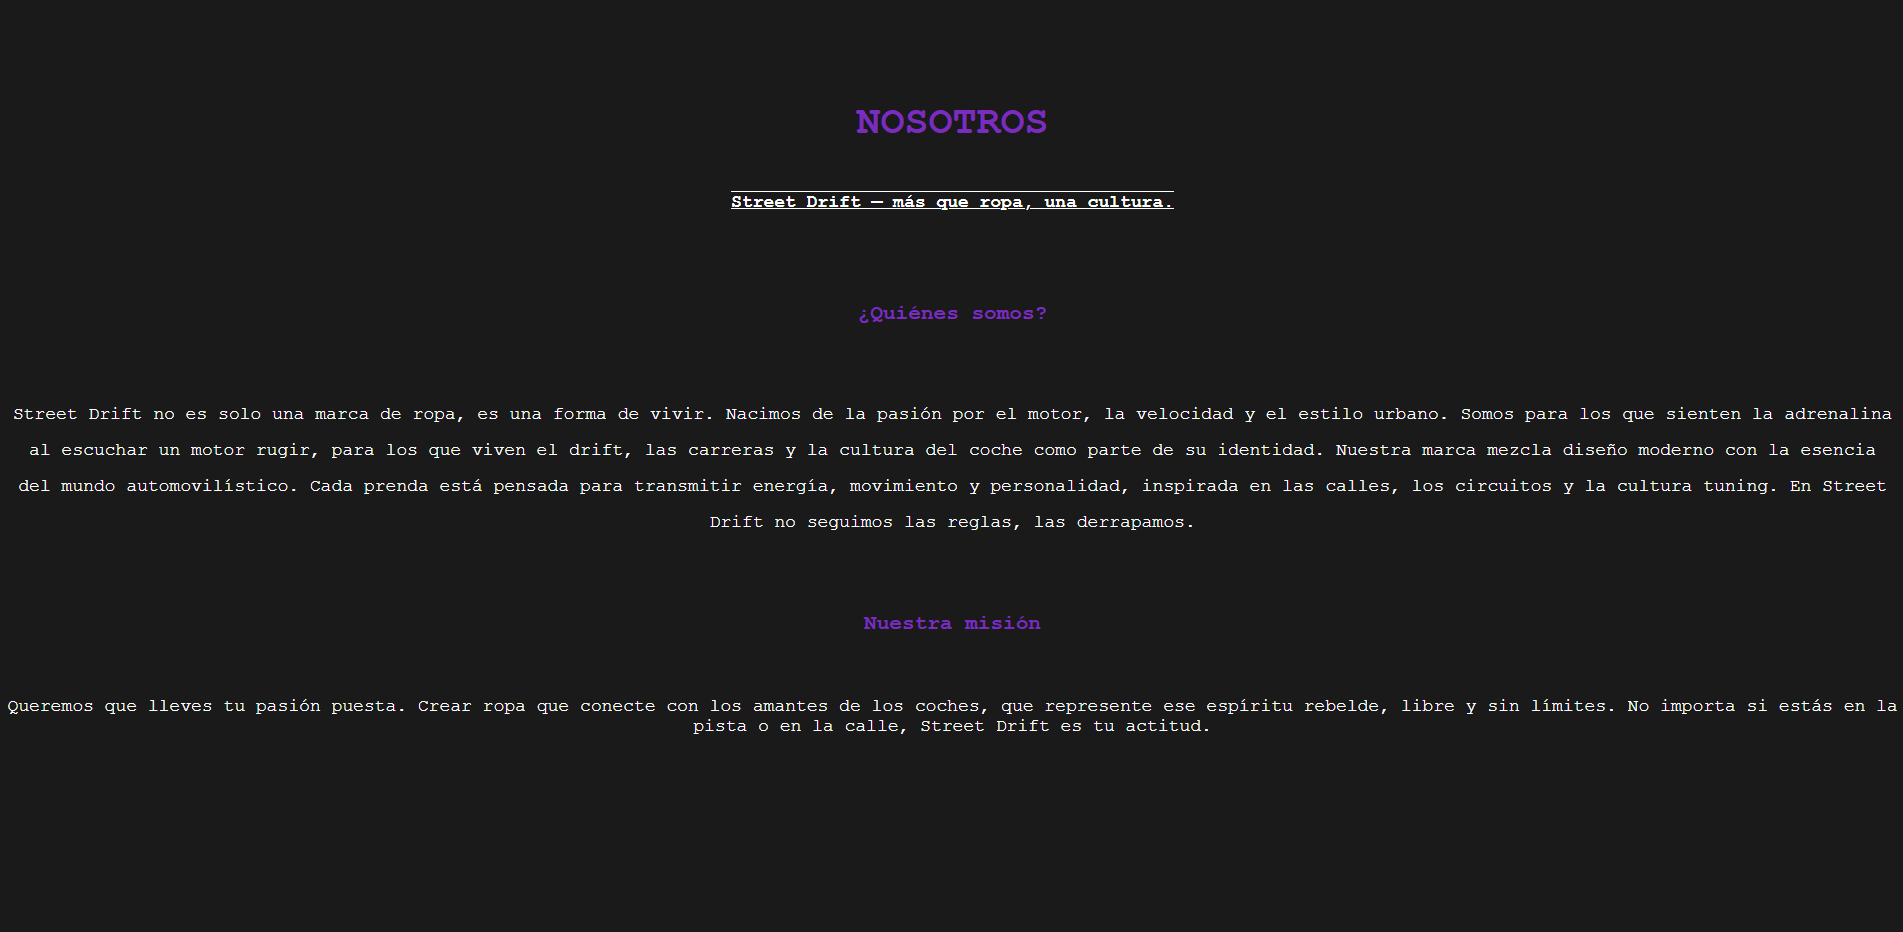 NOSOTROS
Street Drift — más que ropa, una cultura.
¿Quiénes somos?
Street Drift no es solo una marca de ropa, es una forma de vivir. Nacimos de la pasión por el motor, la velocidad y el estilo urbano. Somos para los que sienten la adrenalina
al escuchar un motor rugir, para los que viven el drift, las carreras y la cultura del coche como parte de su identidad. Nuestra marca mezcla diseño moderno con la esencia
del mundo automovilístico. Cada prenda está pensada para transmitir energía, movimiento y personalidad, inspirada en las calles, los circuitos y la cultura tuning. En Street
Drift no seguimos las reglas, las derrapamos.
Nuestra misión
Queremos que lleves tu pasión puesta. Crear ropa que conecte con los amantes de los coches, que represente ese espíritu rebelde, libre y sin límites. No importa si estás en la
pista o en la calle, Street Drift es tu actitud.